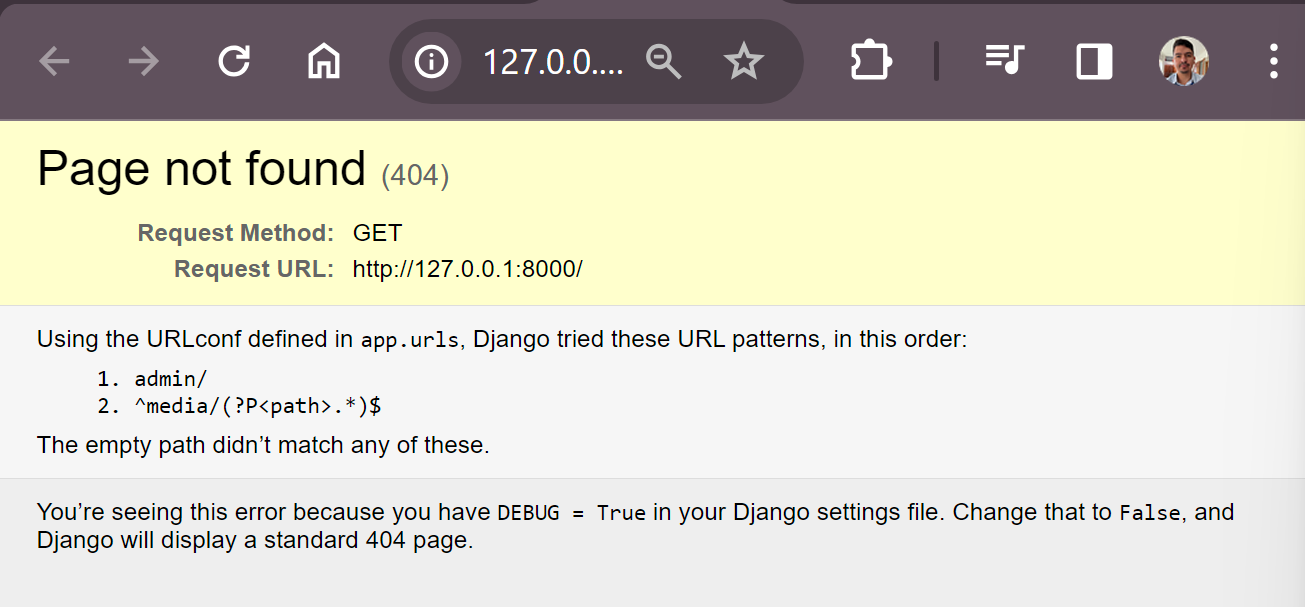 127.0.0....
Page not found (404)
Request Method: GET
Request URL: http://127.0.0.1:8000/
Using the URLconf defined in app.urls, Django tried these URL patterns, in this order:
1. admin/
2. ^media/(?P<path>.*)$
The empty path didn’t match any of these.
You’re seeing this error because you have DEBUG = True in your Django settings file. Change that to False, and
Django will display a standard 404 page.